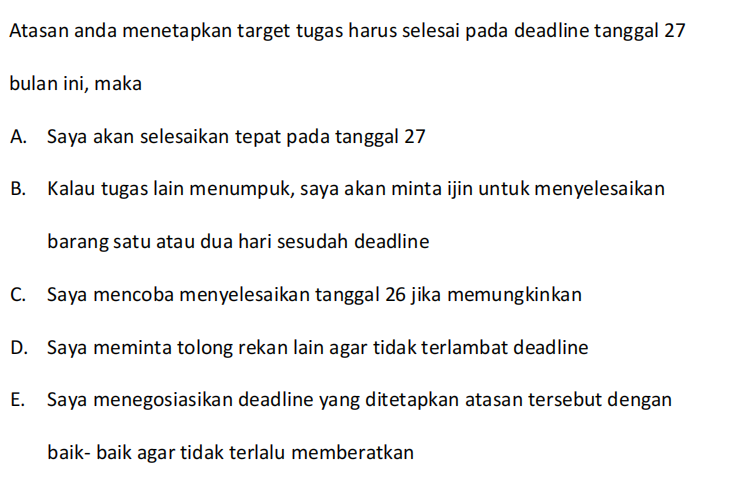 Atasan anda menetapkan target tugas harus selesai pada deadline tanggal 27
bulan ini, maka
A. Saya akan selesaikan tepat pada tanggal 27
B. Kalau tugas lain menumpuk, saya akan minta ijin untuk menyelesaikan
barang satu atau dua hari sesudah deadline
C. Saya mencoba menyelesaikan tanggal 26 jika memungkinkan
D. Saya meminta tolong rekan lain agar tidak terlambat deadline
E. Saya menegosiasikan deadline yang ditetapkan atasan tersebut dengan
baik- baik agar tidak terlalu memberatkan